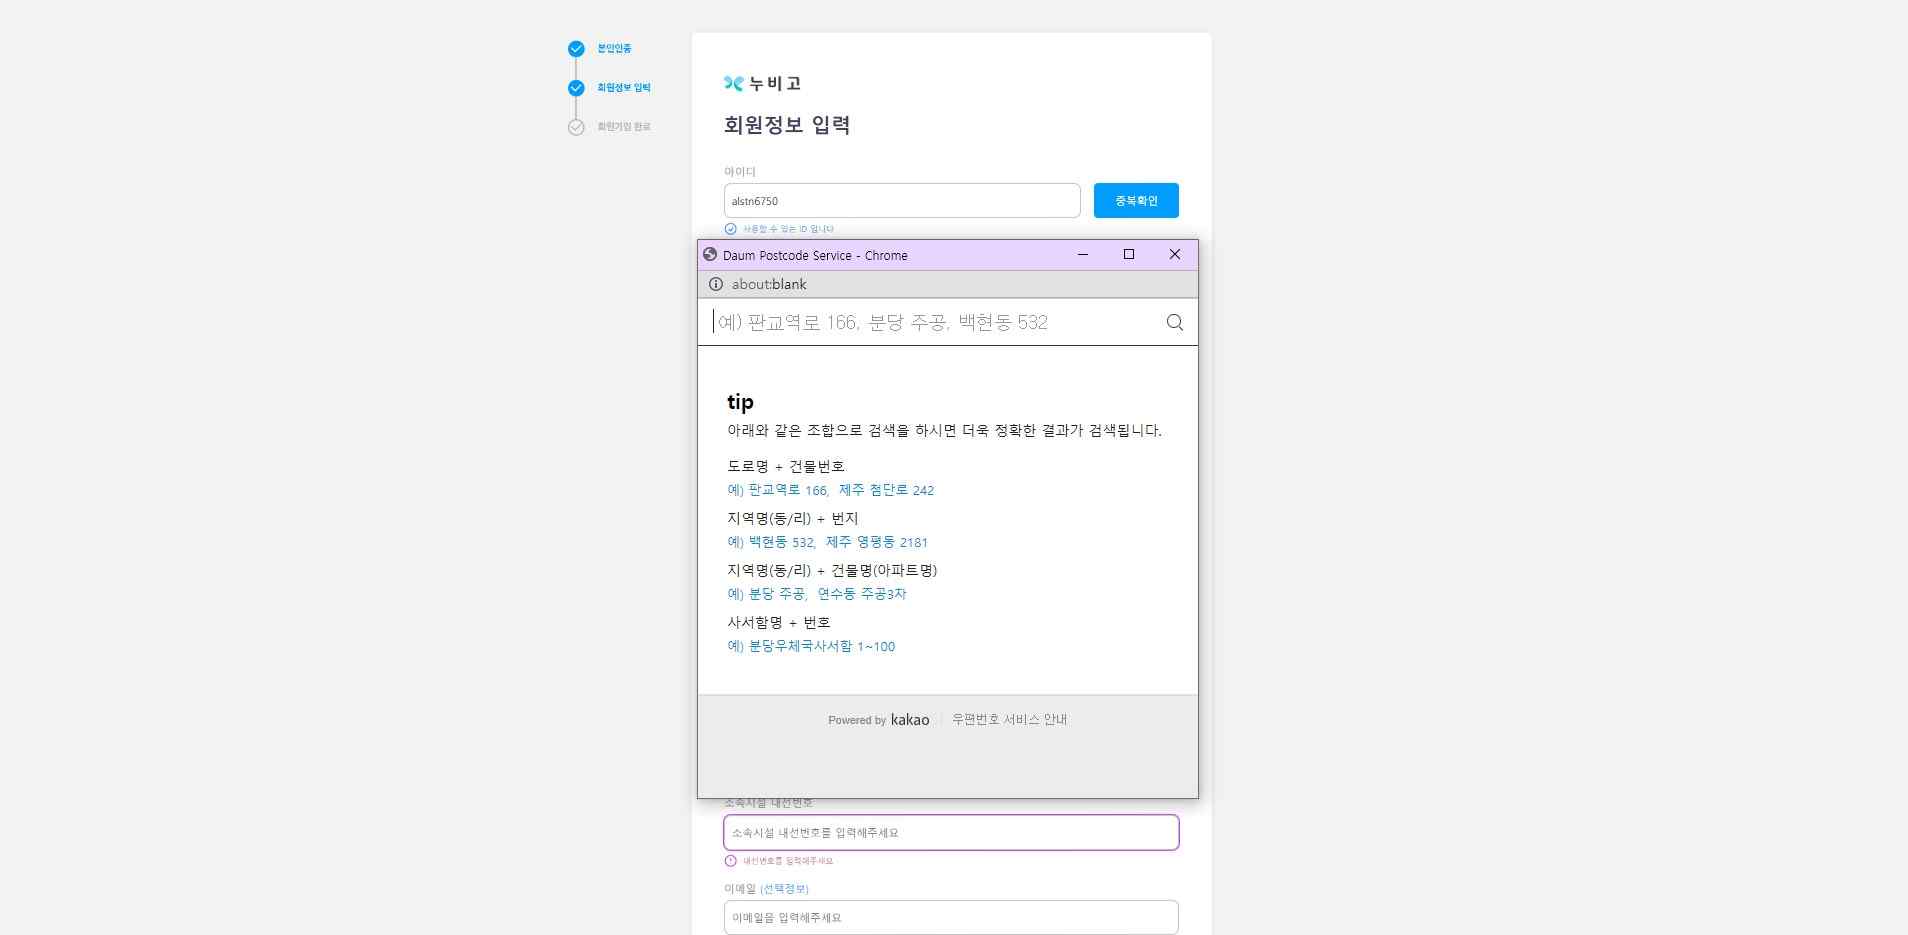 본인인증
회원정보 입력
회원가입 완료
누비고
회원정보 입력
아이디
alstn6750
중복확인
사용할 수 있는 ID 입니다
Daum Postcode Service - Chrome
about:blank
예) 판교역로 166, 분당 주공, 백현동 532
tip
아래와 같은 조합으로 검색을 하시면 더욱 정확한 결과가 검색됩니다.
도로명 + 건물번호
예) 판교역로 166, 제주 첨단로 242
지역명(동/리) + 번지
예) 백현동 532, 제주 영평동 2181
지역명(동/리) + 건물명(아파트명)
예) 분당 주공, 연수동 주공3차
사서함명 + 번호
예) 분당우체국사서함 1~100
Powered by kakao
우편번호 서비스 안내
소속시설 내선번호
소속시설 내선번호를 입력해주세요
내선번호를 입력해주세요
이메일 (선택정보)
이메일을 입력해주세요